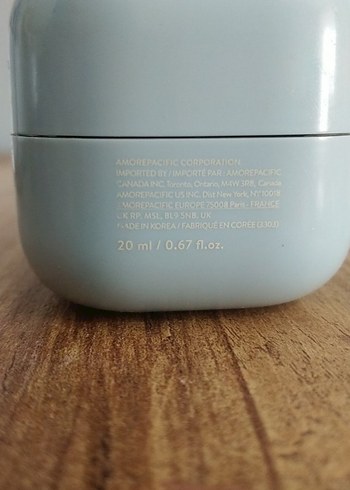 AMOREPACIFIC CORPORATION
IMPORTED BY / IMPORTÉ PAR : AMOREPACIFIC
CANADA INC. Toronto, Ontario, M4W 3R8, Canada
AMOREPACIFIC US INC. Dist New York, NY 10018
AMOREPACIFIC EUROPE 75008 Paris - FRANCE
UK RP: MSL, BL9 5NB, UK
MADE IN KOREA / FABRIQUÉ EN CORÉE
20 ml / 0.67 fl.oz.